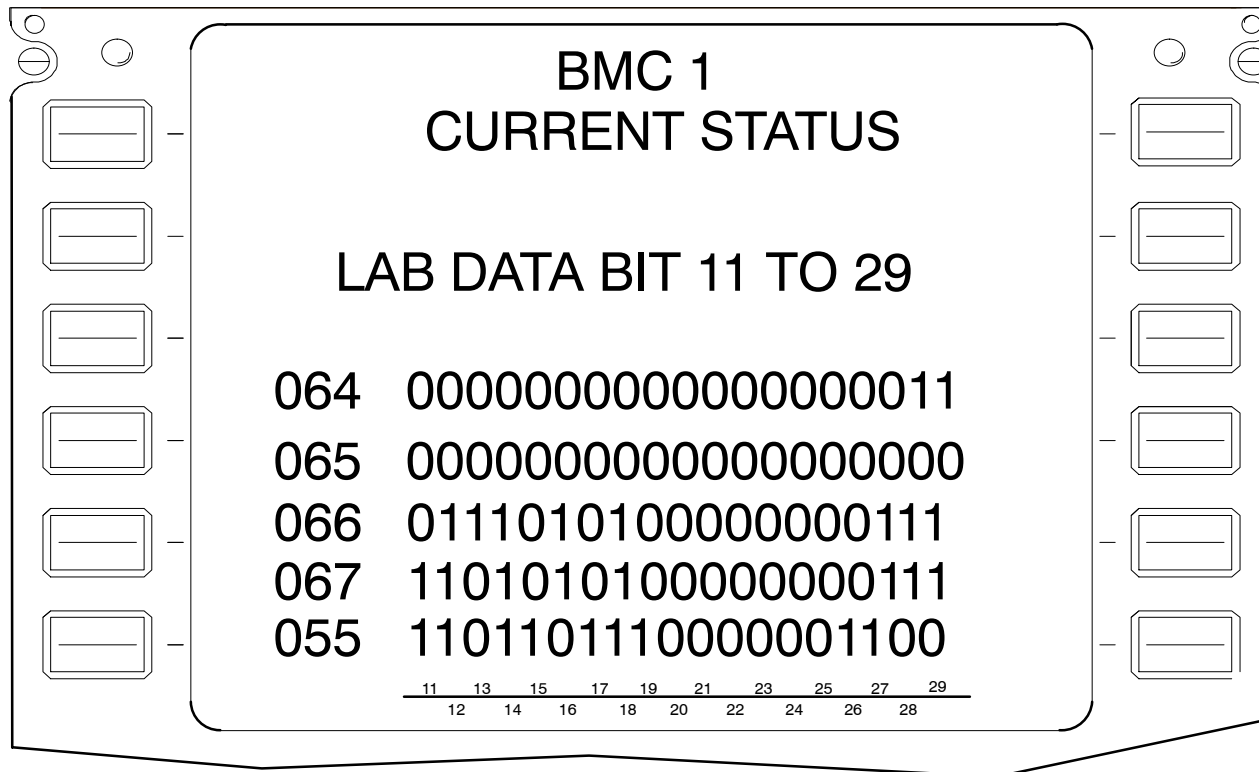 BMC 1
CURRENT STATUS
LAB DATA BIT 11 TO 29
064 0000000000000000011
065 0000000000000000000
066 0111010100000000111
067 1101010100000000111
055 1101101110000001100
11 13 15 17 19 21 23 25 27 29
12 14 16 18 20 22 24 26 28